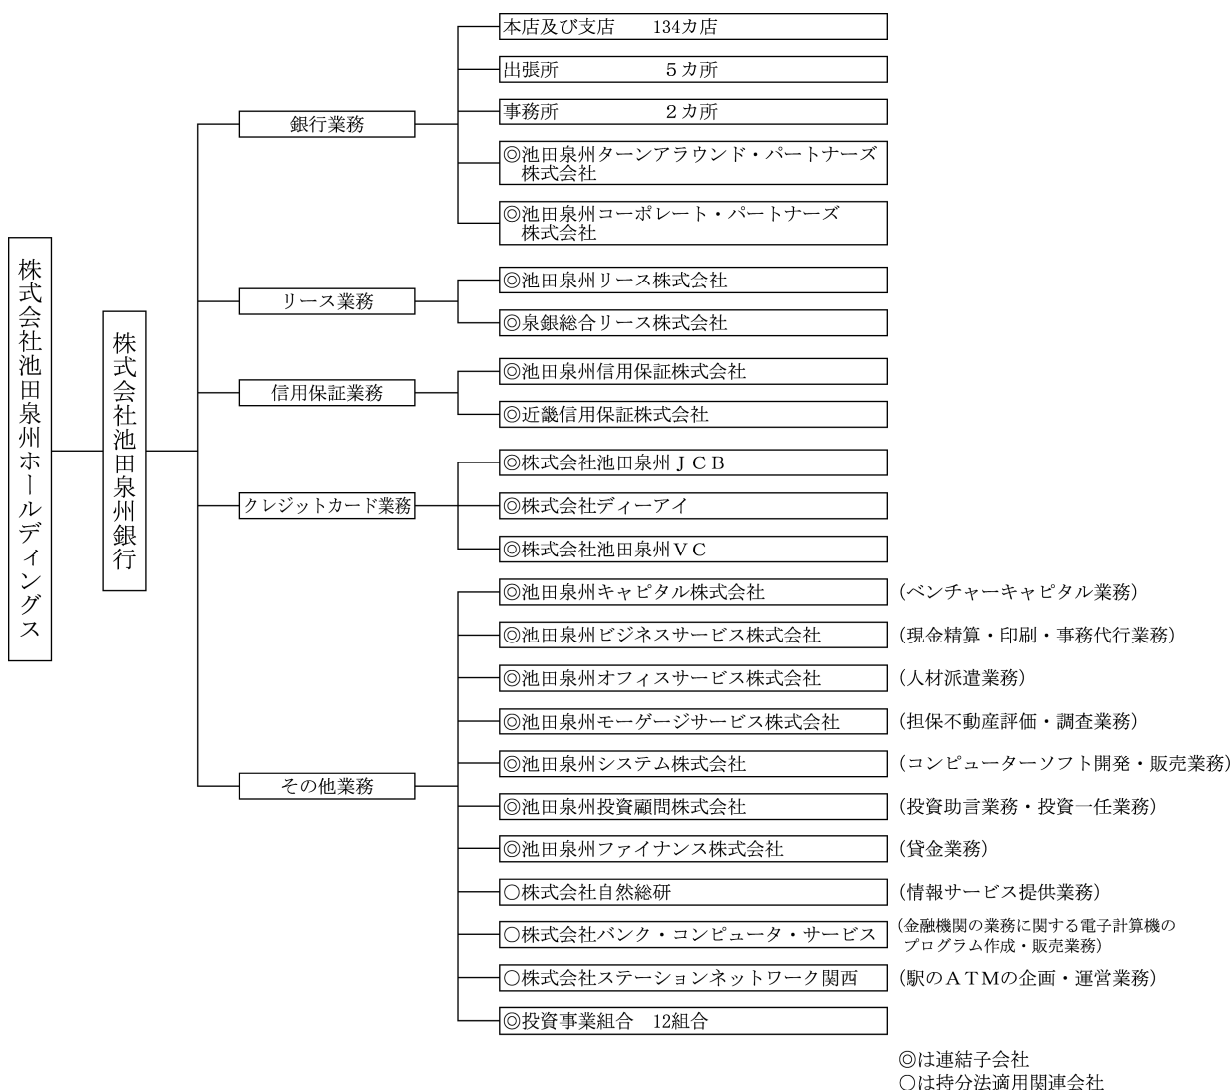 株式会社池田泉州ホールディングス
株式会社池田泉州銀行
銀行業務
本店及び支店 134カ店
出張所 5カ所
事務所 2カ所
◎池田泉州ターンアラウンド・パートナーズ
株式会社
◎池田泉州コーポレート・パートナーズ
株式会社
リース業務
◎池田泉州リース株式会社
◎泉銀総合リース株式会社
信用保証業務
◎池田泉州信用保証株式会社
◎近畿信用保証株式会社
クレジットカード業務
◎株式会社池田泉州JCB
◎株式会社ディーアイ
◎株式会社池田泉州VC
その他業務
◎池田泉州キャピタル株式会社 (ベンチャーキャピタル業務)
◎池田泉州ビジネスサービス株式会社 (現金精算・印刷・事務代行業務)
◎池田泉州オフィスサービス株式会社 (人材派遣業務)
◎池田泉州モーゲージサービス株式会社 (担保不動産評価・調査業務)
◎池田泉州システム株式会社 (コンピューターソフト開発・販売業務)
◎池田泉州投資顧問株式会社 (投資助言業務・投資一任業務)
◎池田泉州ファイナンス株式会社 (貸金業務)
○株式会社自然総研 (情報サービス提供業務)
○株式会社バンク・コンピュータ・サービス (金融機関の業務に関する電子計算機の
プログラム作成・販売業務)
○株式会社ステーションネットワーク関西 (駅のATMの企画・運営業務)
◎投資事業組合 12組合
◎は連結子会社
○は持分法適用関連会社